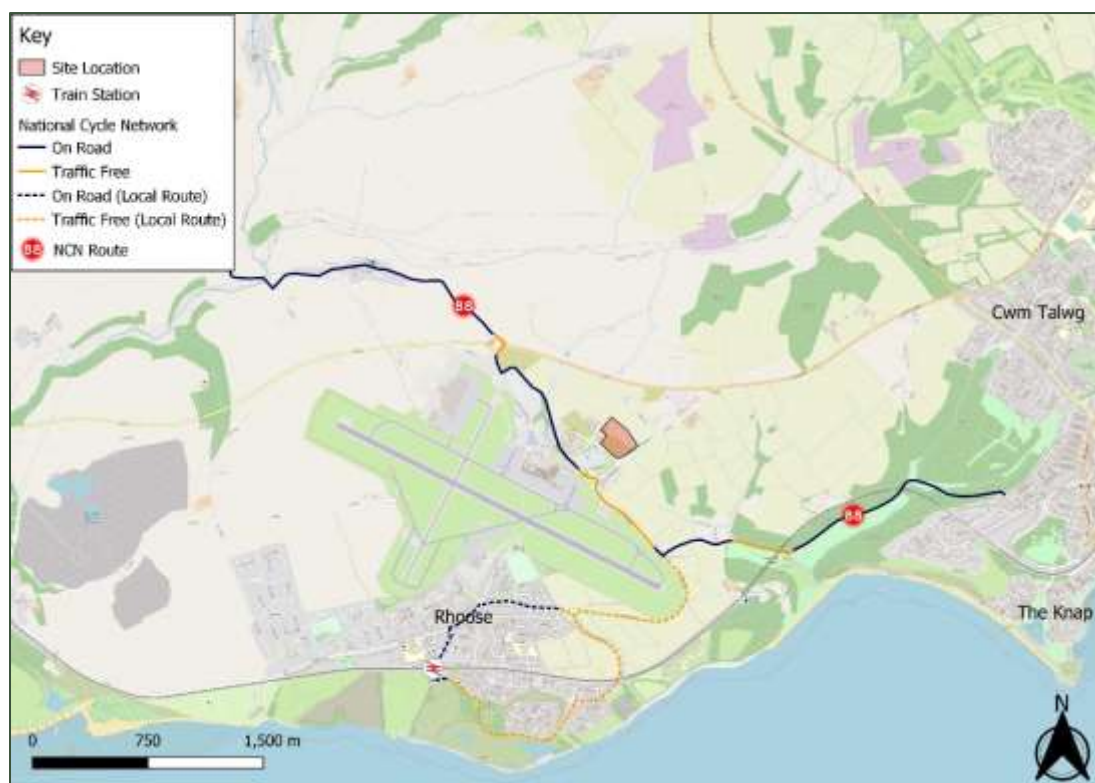 Key
Site Location
Train Station
National Cycle Network
On Road
Traffic Free
On Road (Local Route)
Traffic Free (Local Route)
88 NCN Route
88
Cwm Talwg
88
Rhoose
The Knap
N
0 750 1,500 m